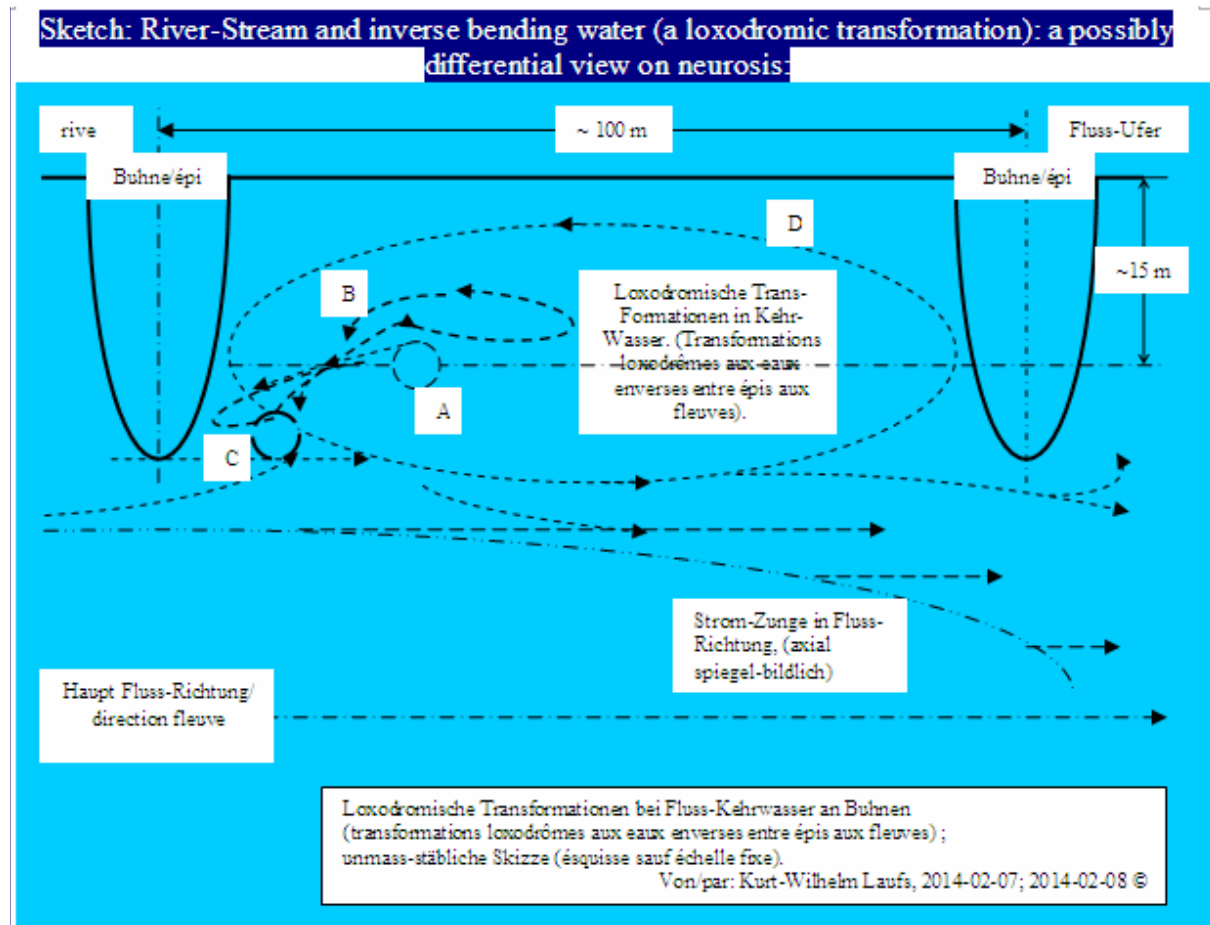 Sketch: River-Stream and inverse bending water (a loxodromic transformation): a possibly
differential view on neurosis:
rive
~ 100 m
Fluss-Ufer
Buhne/épi
Buhne/épi
D
~15 m
B
Loxodromische Trans-
Formationen in Kehr-
Wasser. (Transformations
loxodrômes aux eaux
enverses entre épis aux
fleuves).
A
C
Strom-Zunge in Fluss-
Richtung, (axial
spiegel-bildlich)
Haupt Fluss-Richtung/
direction fleuve
Loxodromische Transformationen bei Fluss-Kehrwasser an Buhnen
(transformations loxodrômes aux eaux enverses entre épis aux fleuves) ;
unmass-stäbliche Skizze (ésquisse sauf échelle fixe).
Von/par: Kurt-Wilhelm Laufs, 2014-02-07; 2014-02-08 ©